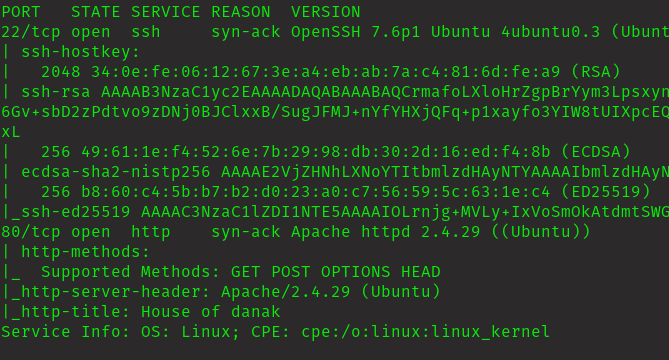 PORT   STATE SERVICE REASON  VERSION
22/tcp open  ssh     syn-ack OpenSSH 7.6p1 Ubuntu 4ubuntu0.3 (Ubunt
| ssh-hostkey:
|   2048 34:0e:fe:06:12:67:3e:a4:eb:ab:7a:c4:81:6d:fe:a9 (RSA)
| ssh-rsa AAAAB3NzaC1yc2EAAAADAQABAAABAQCrmafoLXloHrZgpBrYym3Lpsxyn
6Gv+sbD2zPdtvo9zDNj0BJClxxB/SugJFMJ+nYfYHXjQFq+p1xayfo3YIW8tUIXpcEQ
xL
|   256 49:61:1e:f4:52:6e:7b:29:98:db:30:2d:16:ed:f4:8b (ECDSA)
| ecdsa-sha2-nistp256 AAAAE2VjZHNhLXNoYTItbmlzdHAyNTYAAAAIbmlzdHAyN
|   256 b8:60:c4:5b:b7:b2:d0:23:a0:c7:56:59:5c:63:1e:c4 (ED25519)
|_ssh-ed25519 AAAAC3NzaC1lZDI1NTE5AAAAIOLrnjg+MVLy+IxVoSmOkAtdmtSWG
80/tcp open  http    syn-ack Apache httpd 2.4.29 ((Ubuntu))
| http-methods:
|_  Supported Methods: GET POST OPTIONS HEAD
|_http-server-header: Apache/2.4.29 (Ubuntu)
|_http-title: House of danak
Service Info: OS: Linux; CPE: cpe:/o:linux:linux_kernel